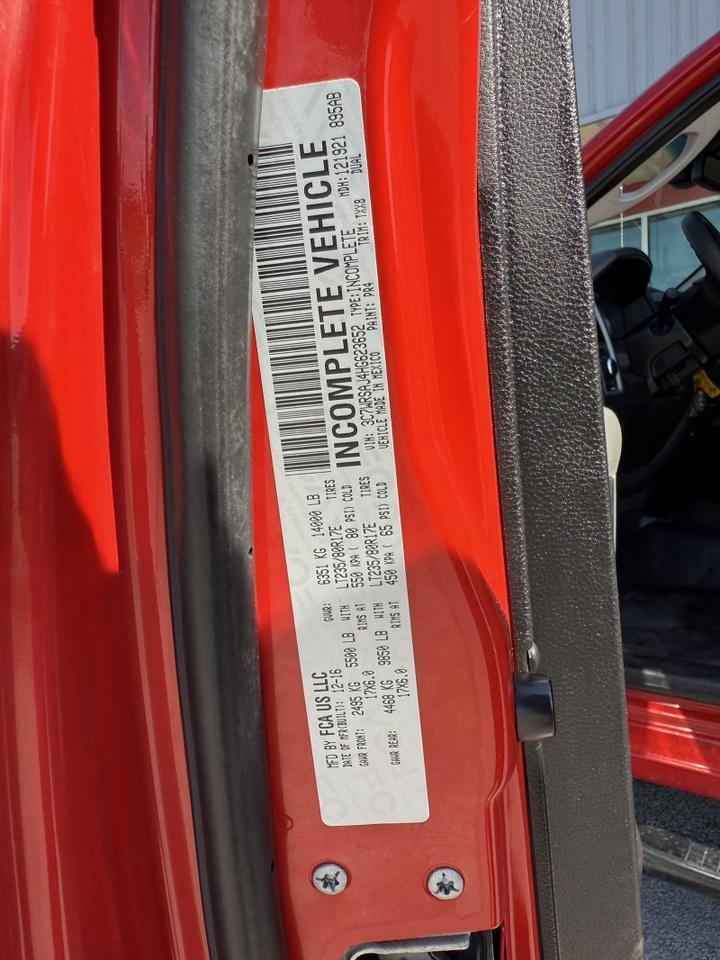 MFD BY FCA US LLC
DATE OF MFR(BUILT): 12-16 GVWR: 6351 KG 14000 LB
GAWR FRONT: 2495 KG 5500 LB WITH LT235/80R17E TIRES
17X6.0 RIMS AT 550 KPA ( 80 PSI) COLD
GAWR REAR: 4468 KG 9850 LB WITH LT235/80R17E TIRES
17X6.0 RIMS AT 450 KPA ( 65 PSI) COLD
INCOMPLETE VEHICLE
VIN: 3C7WRSAJ4HG623652 TYPE:INCOMPLETE MDH:121921 895AB
VEHICLE MADE IN MEXICO PAINT: PR4 TRIM: TXX8 DUAL